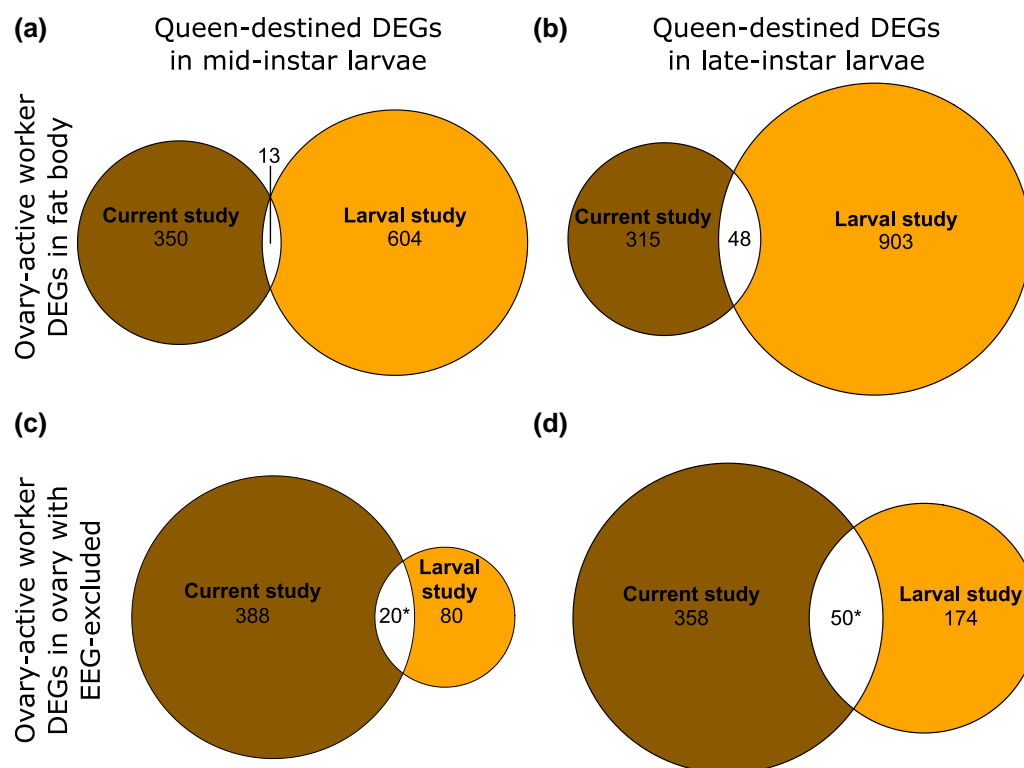 (a)
Queen-destined DEGs
in mid-instar larvae
(b)
Queen-destined DEGs
in late-instar larvae
Ovary-active worker
DEGs in fat body
13
Current study
350
Larval study
604
Current study
315
48
Larval study
903
(c)
(d)
Ovary-active worker
DEGs in ovary with
EEG-excluded
Current study
388
20*
Larval
study
80
Current study
358
50*
Larval study
174